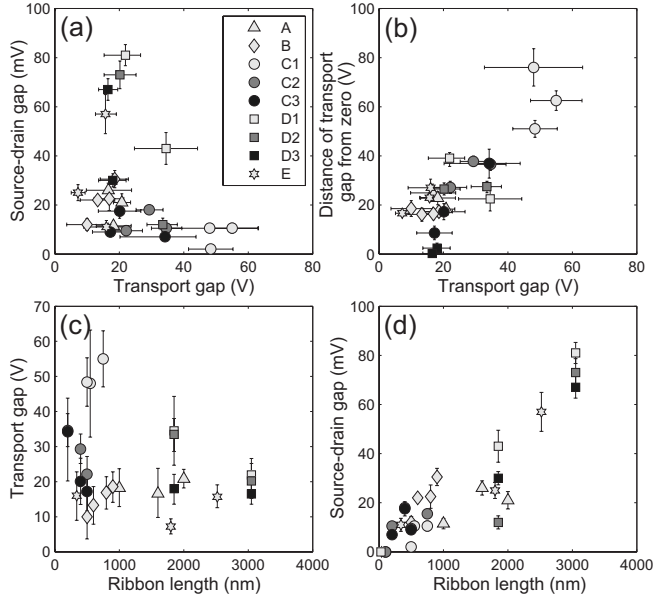 (a)
Source-drain gap (mV)
100
80
60
40
20
0
0 20 40 60 80
Transport gap (V)
A
B
C1
C2
C3
D1
D2
D3
E
(b)
Distance of transport
gap from zero (V)
100
80
60
40
20
0
0 20 40 60 80
Transport gap (V)
(c)
Transport gap (V)
70
60
50
40
30
20
10
0
0 1000 2000 3000 4000
Ribbon length (nm)
(d)
Source-drain gap (mV)
100
80
60
40
20
0
0 1000 2000 3000 4000
Ribbon length (nm)